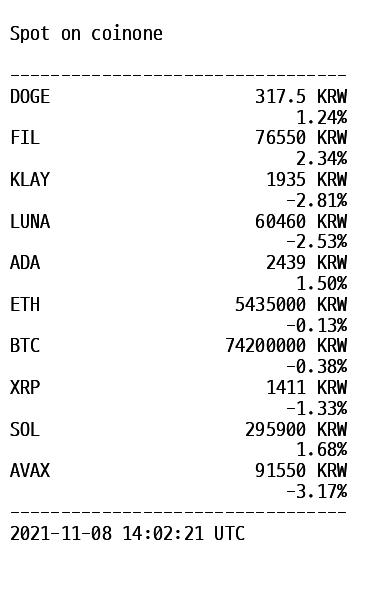 Spot on coinone
---------------------------------
DOGE 317.5 KRW
1.24%
FIL 76550 KRW
2.34%
KLAY 1935 KRW
-2.81%
LUNA 60460 KRW
-2.53%
ADA 2439 KRW
1.50%
ETH 5435000 KRW
-0.13%
BTC 74200000 KRW
-0.38%
XRP 1411 KRW
-1.33%
SOL 295900 KRW
1.68%
AVAX 91550 KRW
-3.17%
---------------------------------
2021-11-08 14:02:21 UTC